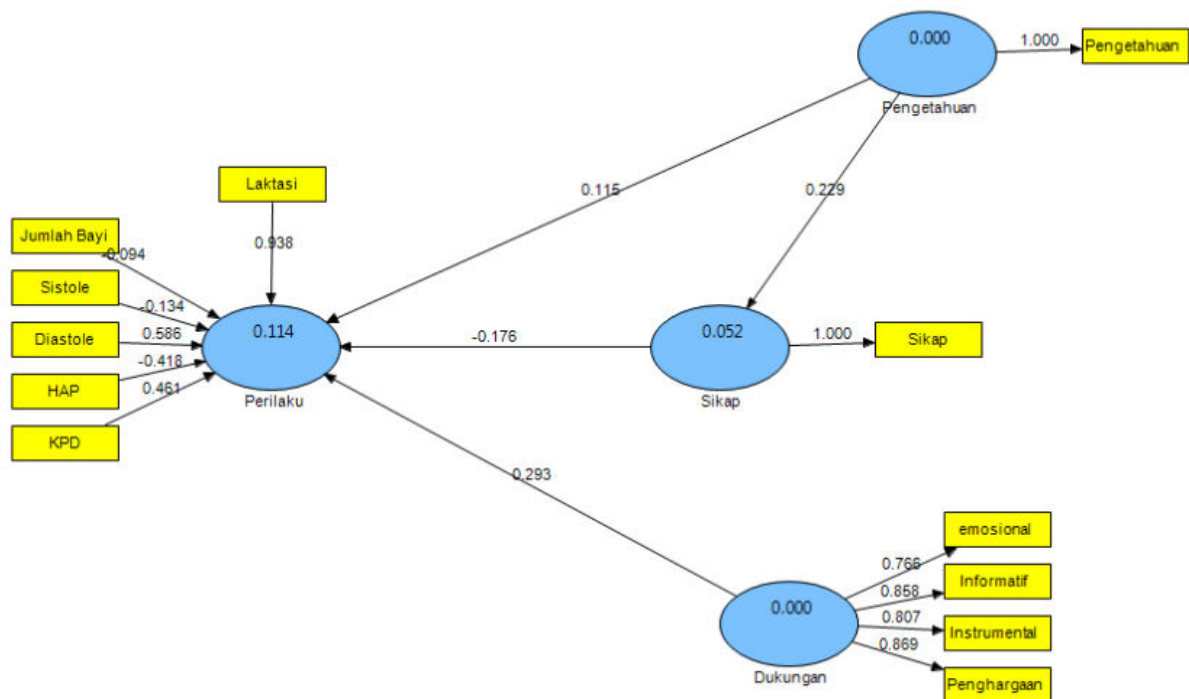 0.000
1.000
Pengetahuan
Pengetahuan
Laktasi
0.115
0.229
Jumlah Bayi
-0.094
0.938
Sistole
-0.134
Diastole
0.586
0.114
-0.176
0.052
1.000
Sikap
HAP
-0.418
0.461
Perilaku
Sikap
KPD
0.293
emosional
0.766
Informatif
0.858
0.000
0.807
Instrumental
0.869
Dukungan
Penghargaan